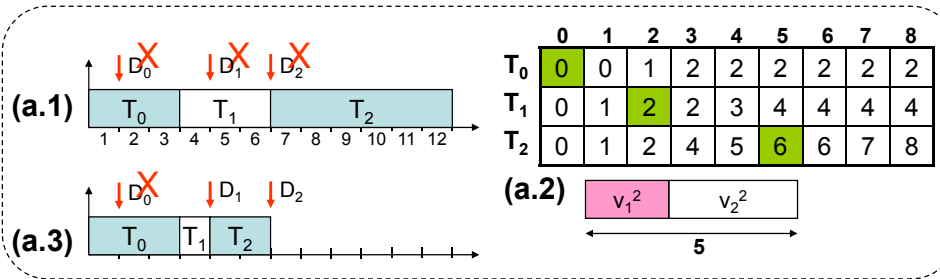 (a.1)
D0 X D1 X D2 X
T0 T1 T2
1 2 3 4 5 6 7 8 9 10 11 12
0 1 2 3 4 5 6 7 8
T0 0 0 1 2 2 2 2 2 2
T1 0 1 2 2 3 4 4 4 4
T2 0 1 2 4 5 6 6 7 8
(a.2)
v1² v2²
5
(a.3)
D0 X D1 D2
T0 T1 T2